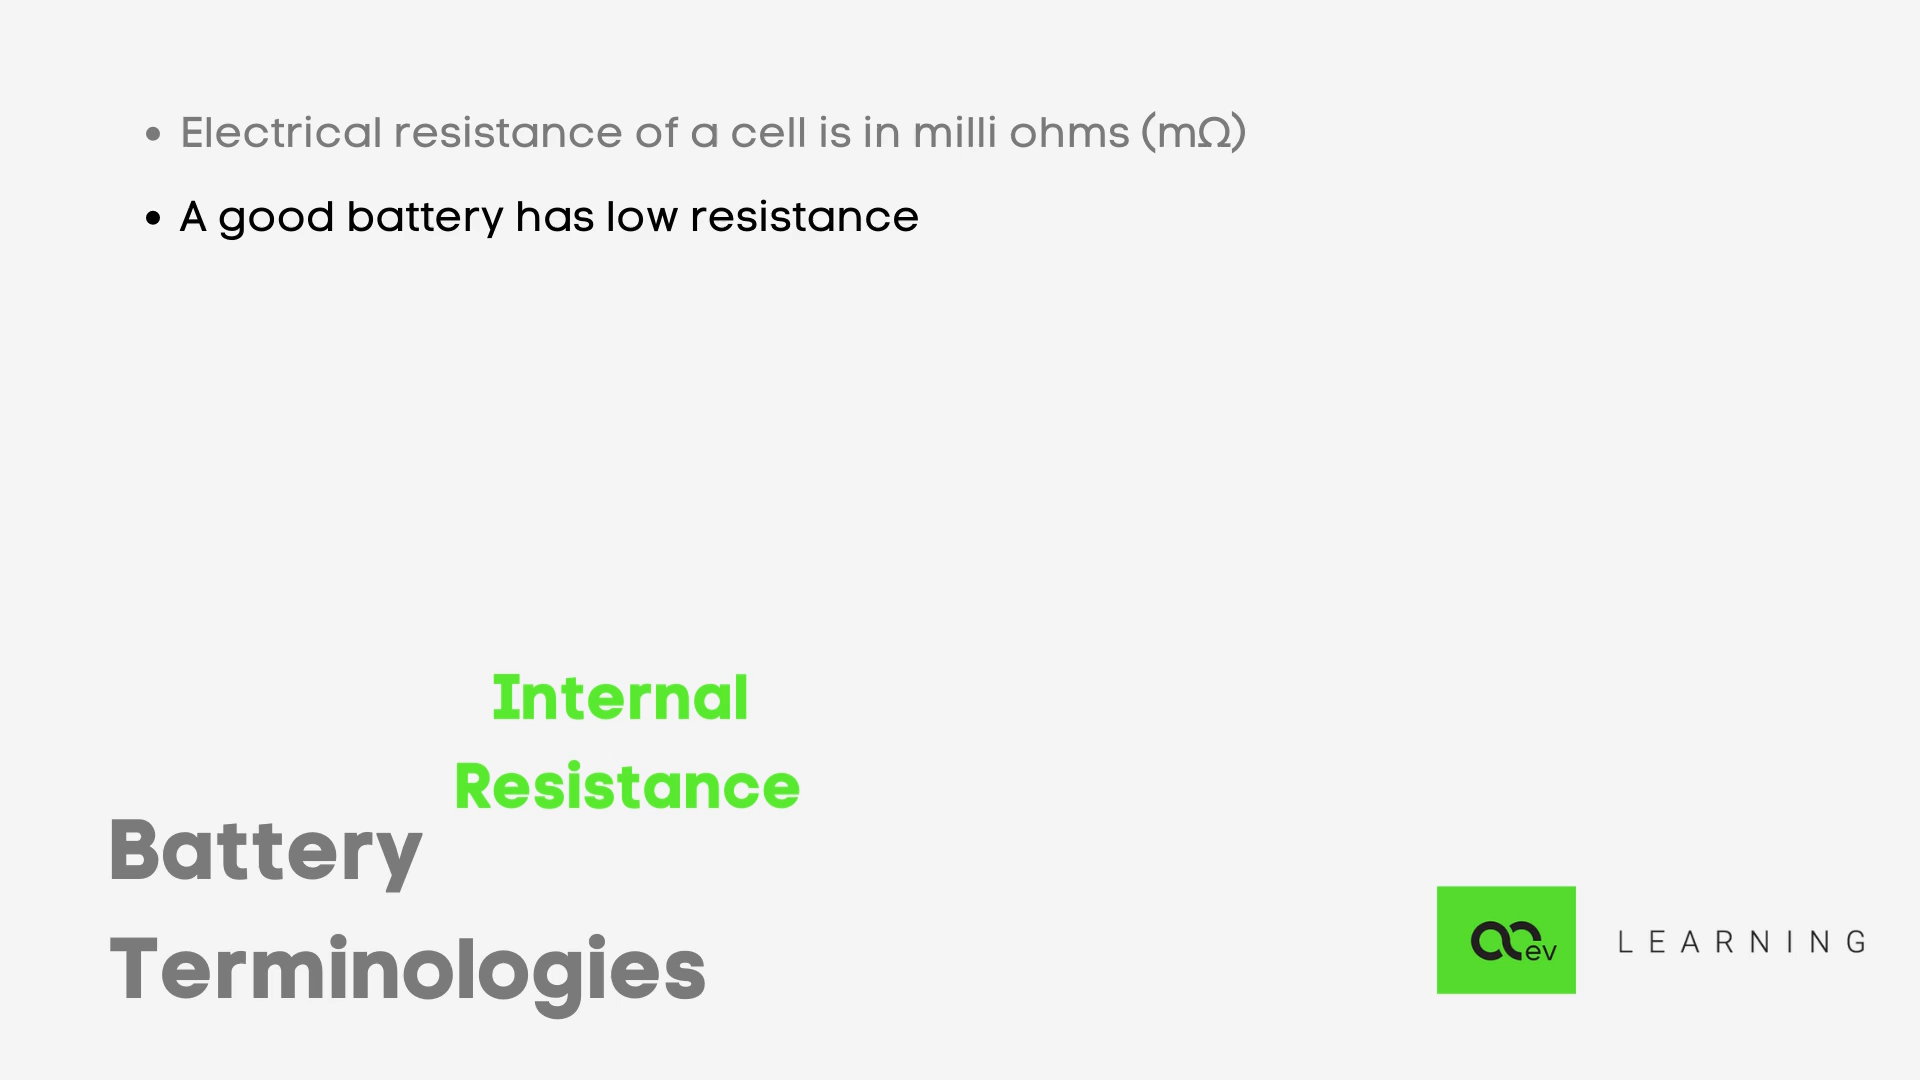 • Electrical resistance of a cell is in milli ohms (mΩ)
• A good battery has low resistance
Internal
Resistance
Battery
Terminologies
ev
LEARNING